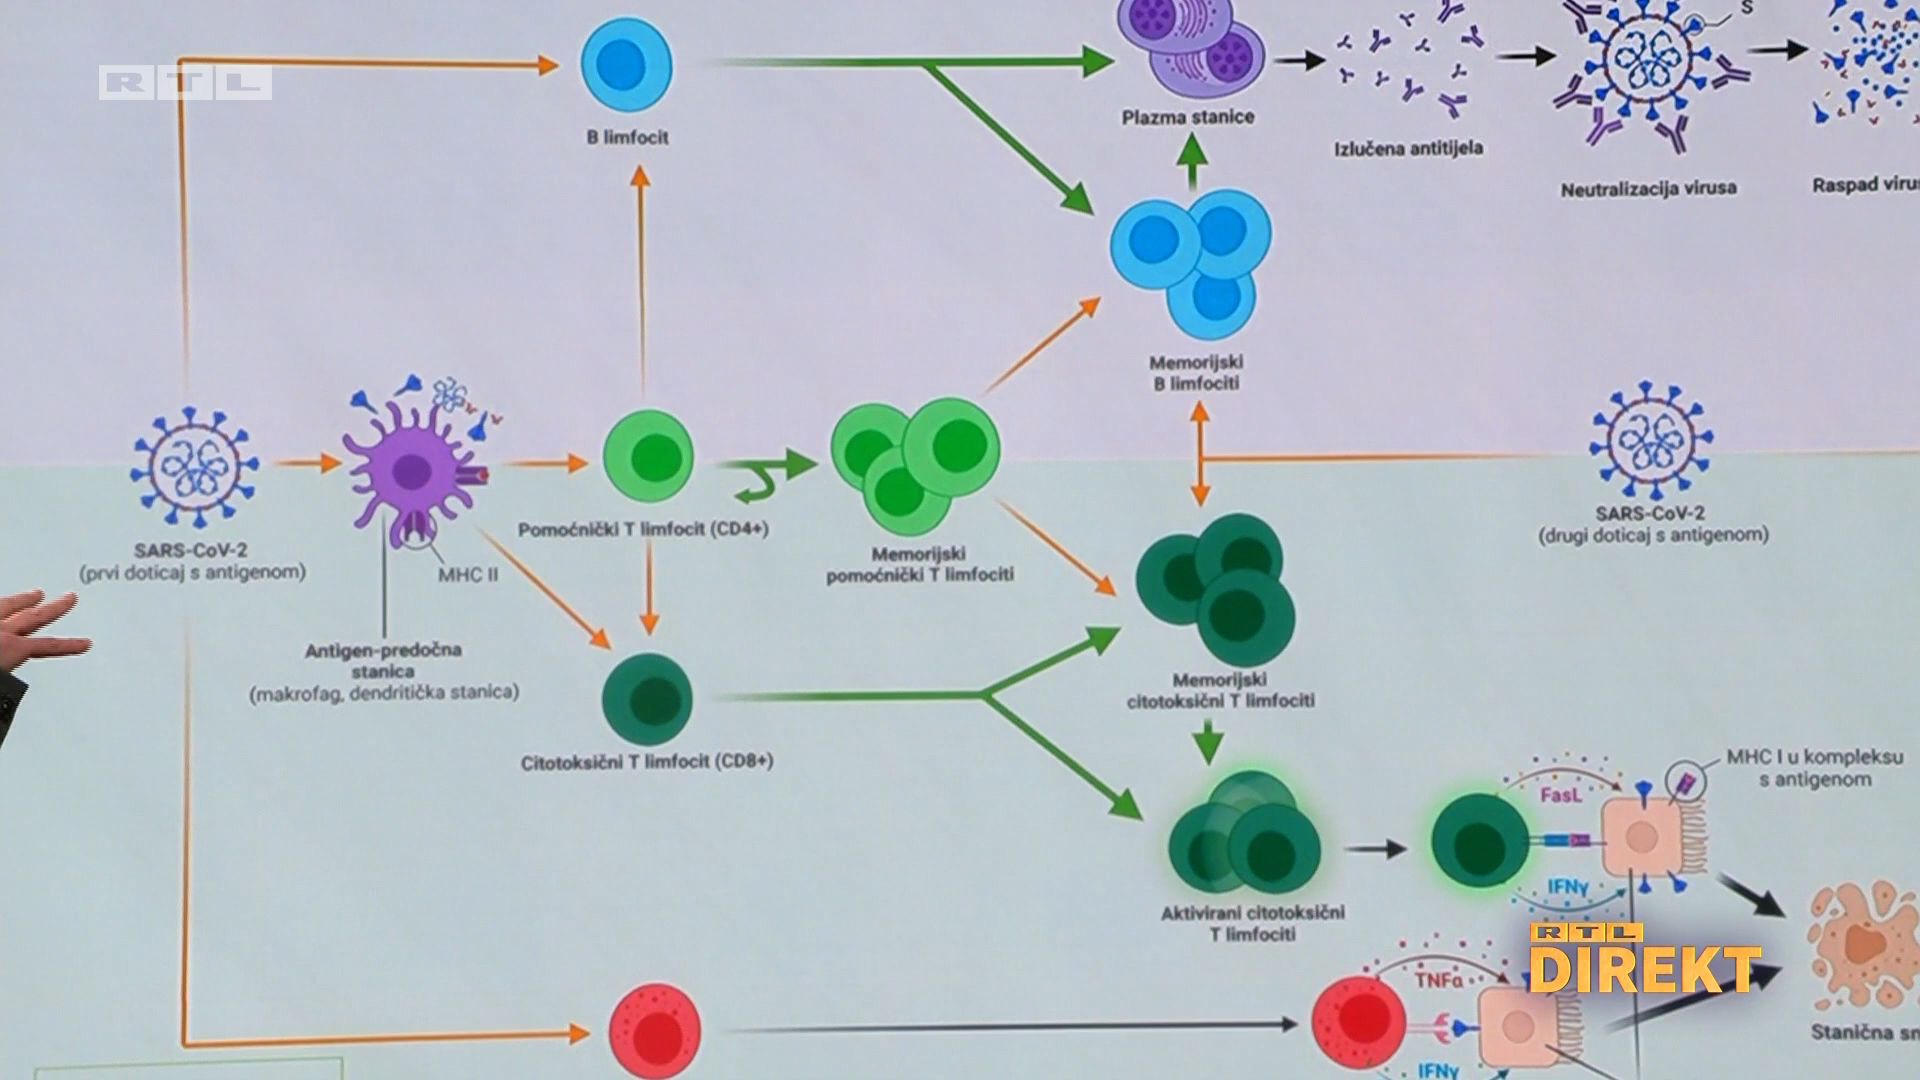 RTL
S
B limfocit
Plazma stanice
Izlučena antitijela
Neutralizacija virusa
Raspad virus
Memorijski
B limfociti
SARS-CoV-2
(prvi doticaj s antigenom)
MHC II
Pomoćnički T limfocit (CD4+)
Memorijski
pomoćnički T limfociti
SARS-CoV-2
(drugi doticaj s antigenom)
Antigen-predočna
stanica
(makrofag, dendritička stanica)
Citotoksični T limfocit (CD8+)
Memorijski
citotoksični T limfociti
MHC I u kompleksu
s antigenom
FasL
IFNγ
Aktivirani citotoksični
T limfociti
RTL
DIREKT
TNFα
Stanična sm
IFNγ